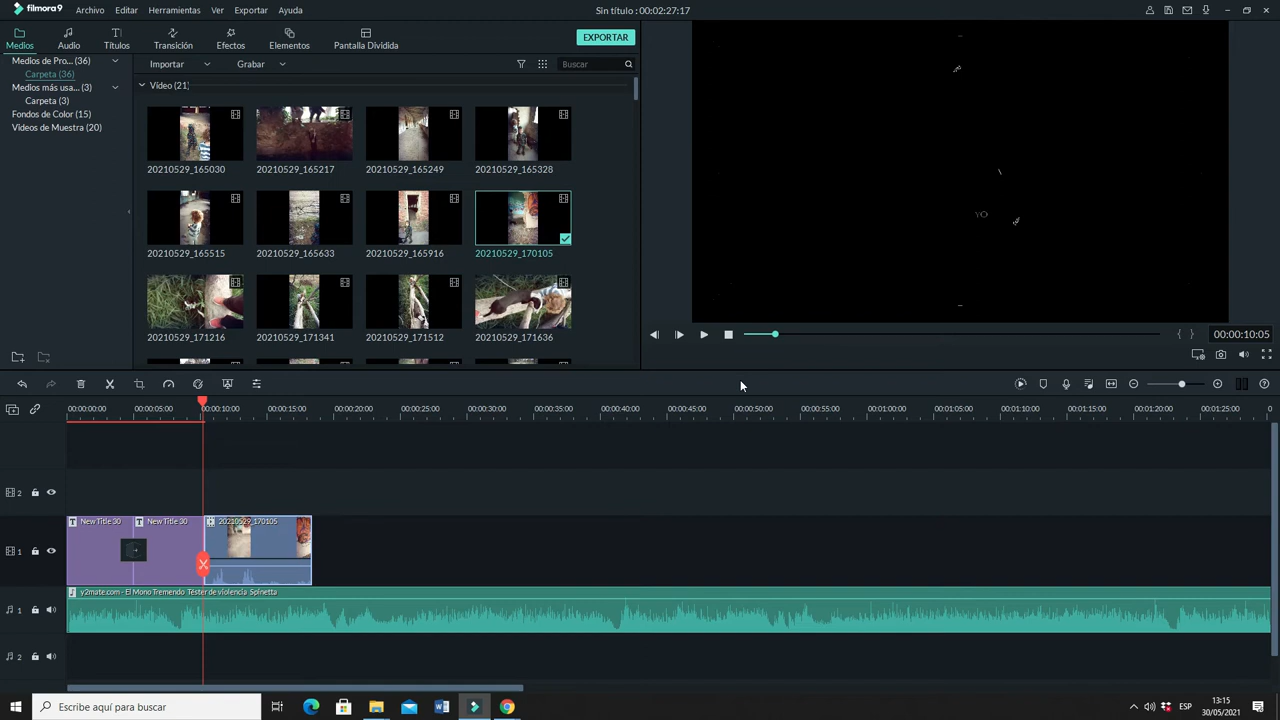 filmora9 Archivo Editar Herramientas Ver Exportar Ayuda Sin título : 00:02:27:17
Medios Audio Títulos Transición Efectos Elementos Pantalla Dividida EXPORTAR
Medios de Pro... (36) Importar Grabar Buscar
Carpeta (36)
Medios más usa... (3) Vídeo (21)
Carpeta (3)
Fondos de Color (15)
Videos de Muestra (20)
20210529_165030 20210529_165217 20210529_165249 20210529_165328
YO
20210529_165515 20210529_165633 20210529_165916 20210529_170105
20210529_171216 20210529_171341 20210529_171512 20210529_171636
00:00:10:05
00:00:00:00 00:00:05:00 00:00:10:00 00:00:15:00 00:00:20:00 00:00:25:00 00:00:30:00 00:00:35:00 00:00:40:00 00:00:45:00 00:00:50:00 00:00:55:00 00:01:00:00 00:01:05:00 00:01:10:00 00:01:15:00 00:01:20:00 00:01:25:00 0
2
T New Title 30 T New Title 30 20210529_170105
1
y2mate.com - El Mono Tremendo Téster de violencia Spinetta
1
2
Escribe aquí para buscar
ESP
13:15
30/05/2021